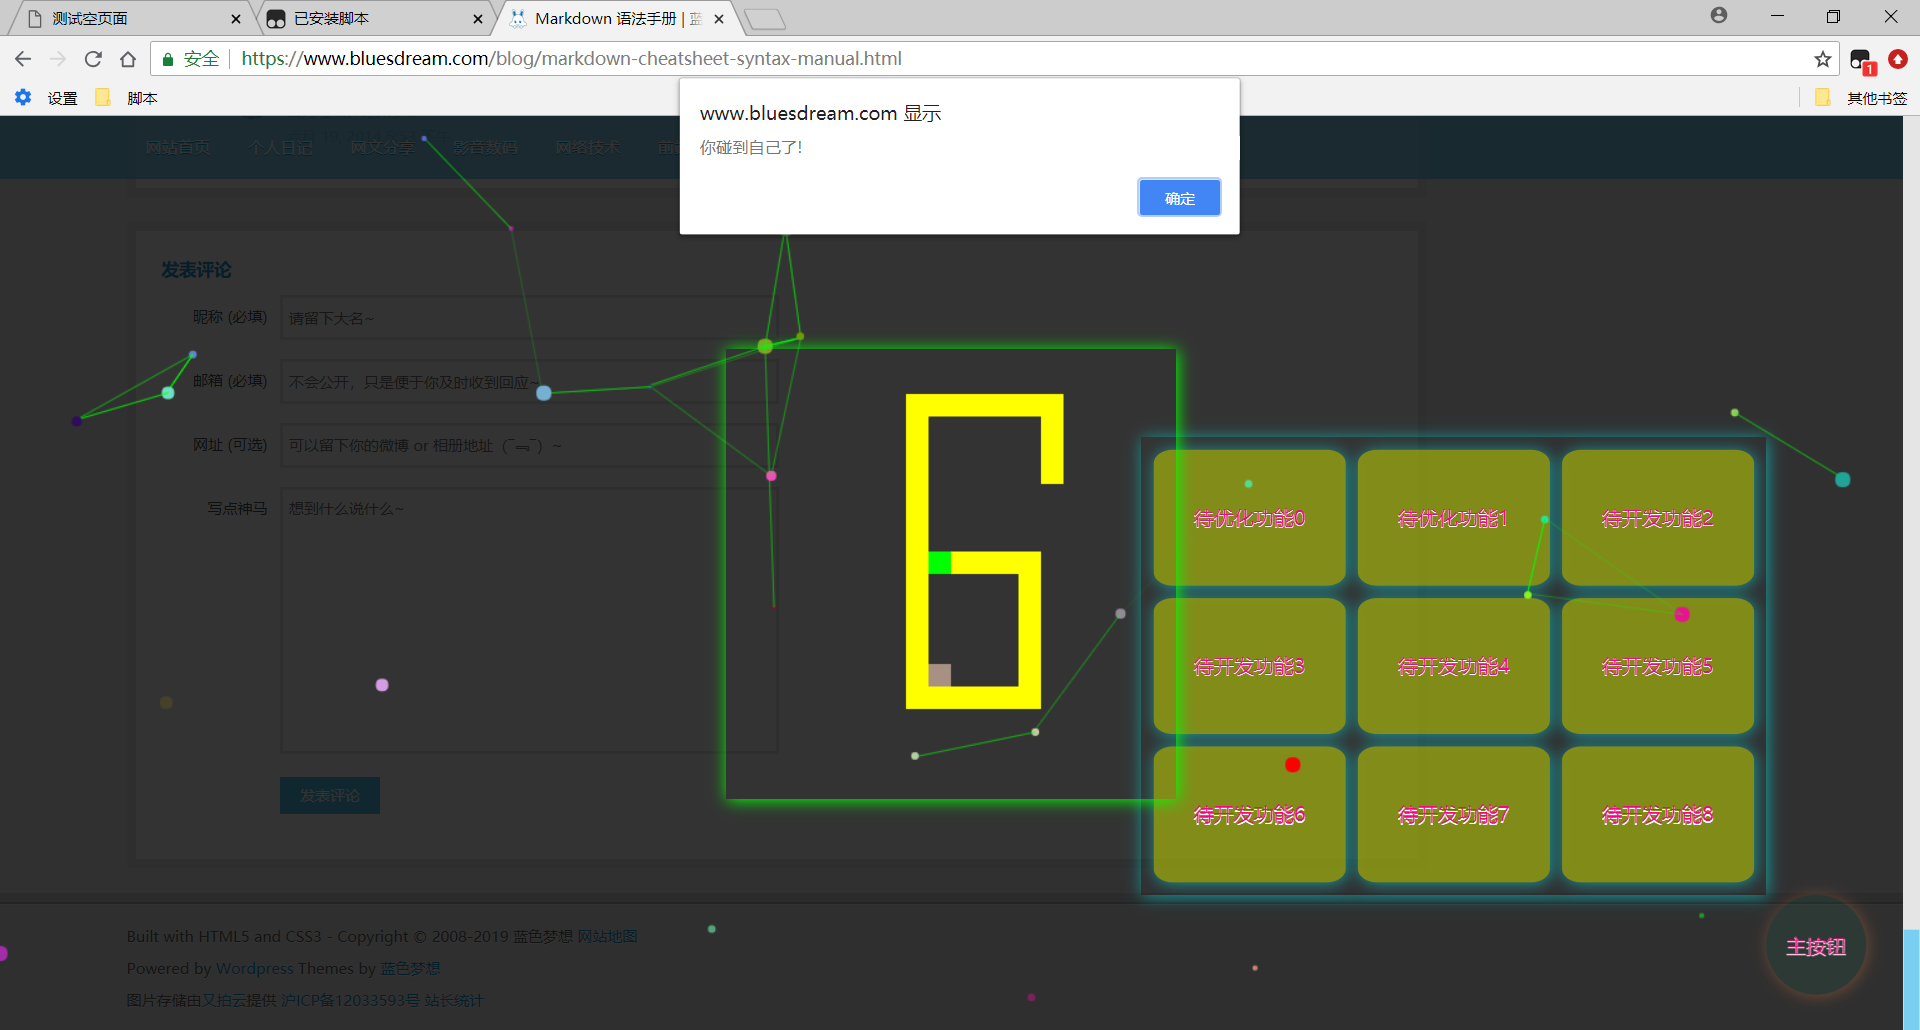 测试空页面
已安装脚本
Markdown 语法手册 | 蓝
安全
https://www.bluesdream.com/blog/markdown-cheatsheet-syntax-manual.html
1
设置
脚本
其他书签
www.bluesdream.com 显示
你碰到自己了!
确定
网站首页 个人日记 网文分享 影音数码 网络技术 前
发表评论
昵称 (必填) 请留下大名~
邮箱 (必填) 不会公开，只是便于你及时收到回应~
网址 (可选) 可以留下你的微博 or 相册地址
写点神马 想到什么说什么~
发表评论
待优化功能0 待优化功能1 待开发功能2
待开发功能3 待开发功能4 待开发功能5
待开发功能6 待开发功能7 待开发功能8
主按钮
Built with HTML5 and CSS3 - Copyright © 2008-2019 蓝色梦想 网站地图
Powered by Wordpress Themes by 蓝色梦想
图片存储由又拍云提供 沪ICP备12033593号 站长统计